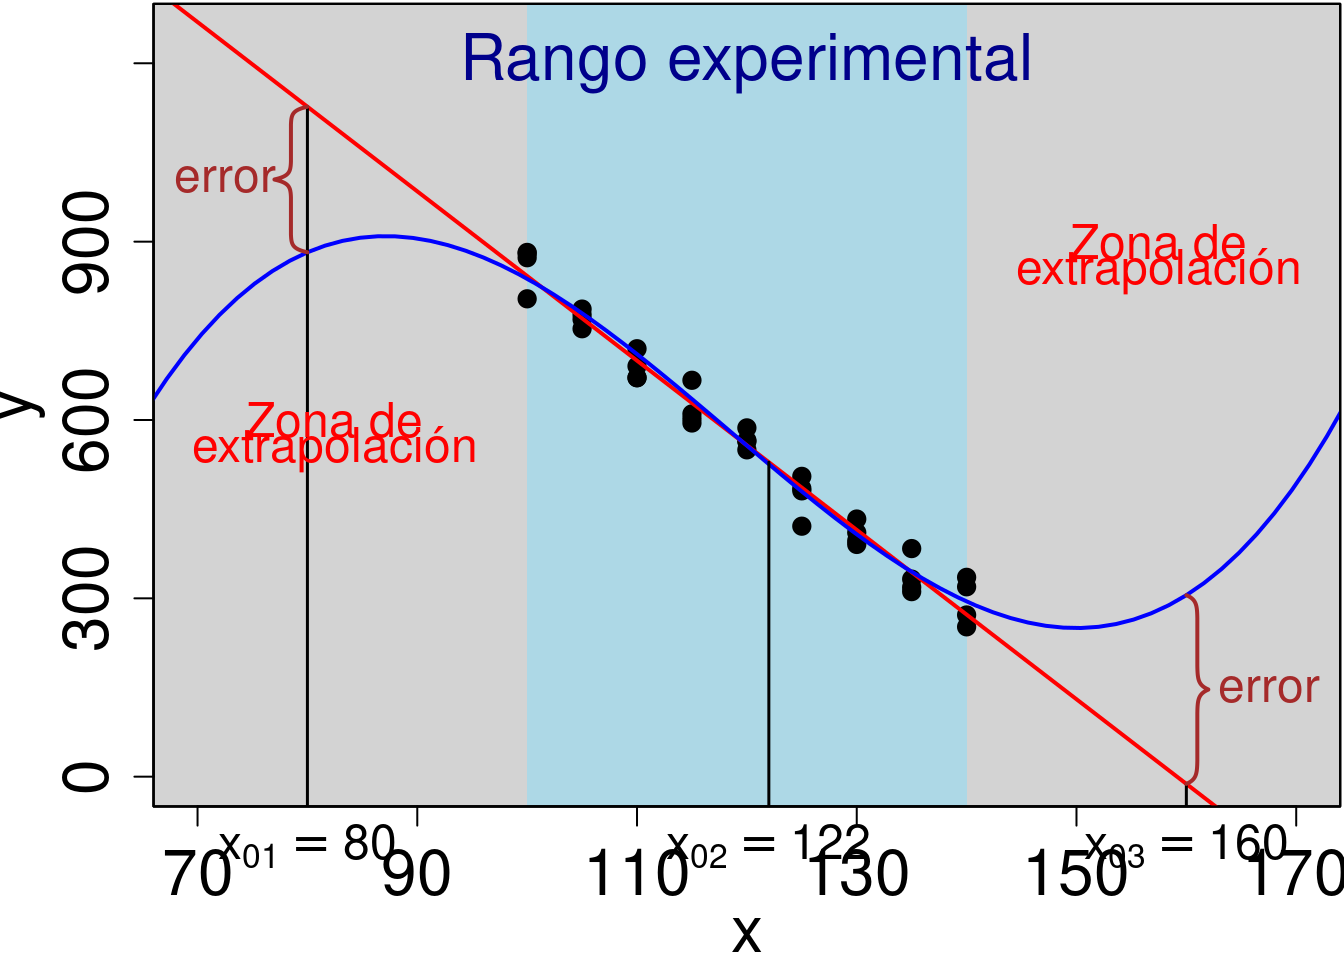 Rango experimental
error
Zona de
extrapolación
Zona de
extrapolación
error
y
900
600
300
0
x01 = 80
x02 = 122
x03 = 160
70
90
110
130
150
170
x